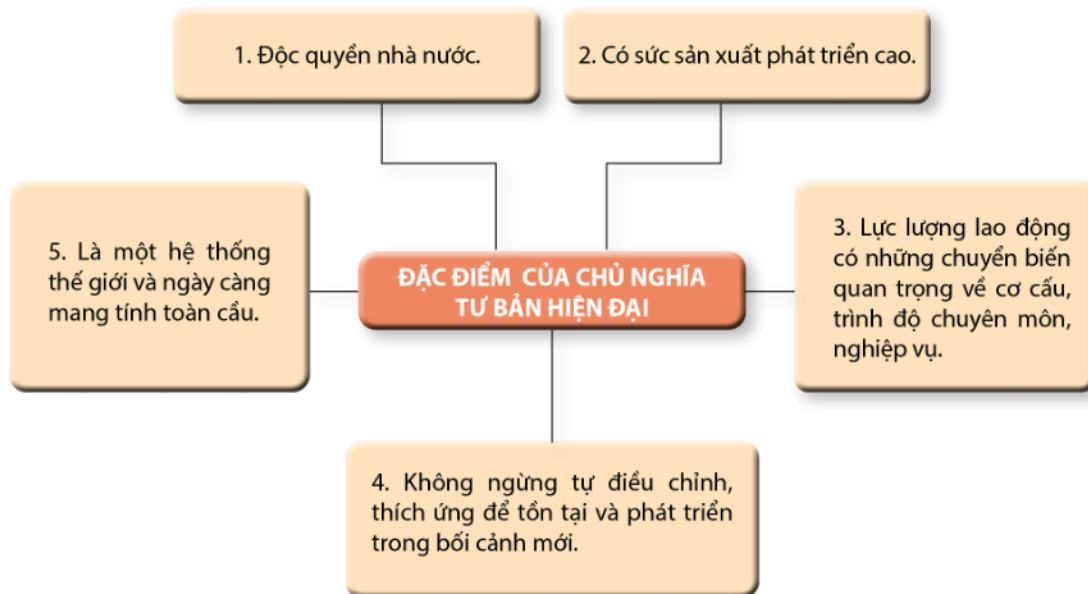 1. Độc quyền nhà nước.
2. Có sức sản xuất phát triển cao.
ĐẶC ĐIỂM CỦA CHỦ NGHĨA
TƯ BẢN HIỆN ĐẠI
3. Lực lượng lao động
có những chuyển biến
quan trọng về cơ cấu,
trình độ chuyên môn,
nghiệp vụ.
4. Không ngừng tự điều chỉnh,
thích ứng để tồn tại và phát triển
trong bối cảnh mới.
5. Là một hệ thống
thế giới và ngày càng
mang tính toàn cầu.